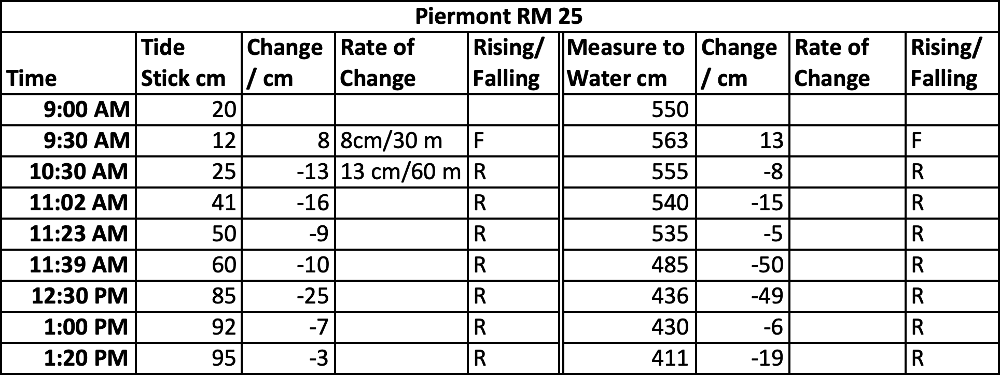 Piermont RM 25
Time Tide Stick cm Change / cm Rate of Change Rising/ Falling Measure to Water cm Change / cm Rate of Change Rising/ Falling
9:00 AM 20 550
9:30 AM 12 8 8cm/30 m F 563 13 F
10:30 AM 25 -13 13 cm/60 m R 555 -8 R
11:02 AM 41 -16 R 540 -15 R
11:23 AM 50 -9 R 535 -5 R
11:39 AM 60 -10 R 485 -50 R
12:30 PM 85 -25 R 436 -49 R
1:00 PM 92 -7 R 430 -6 R
1:20 PM 95 -3 R 411 -19 R